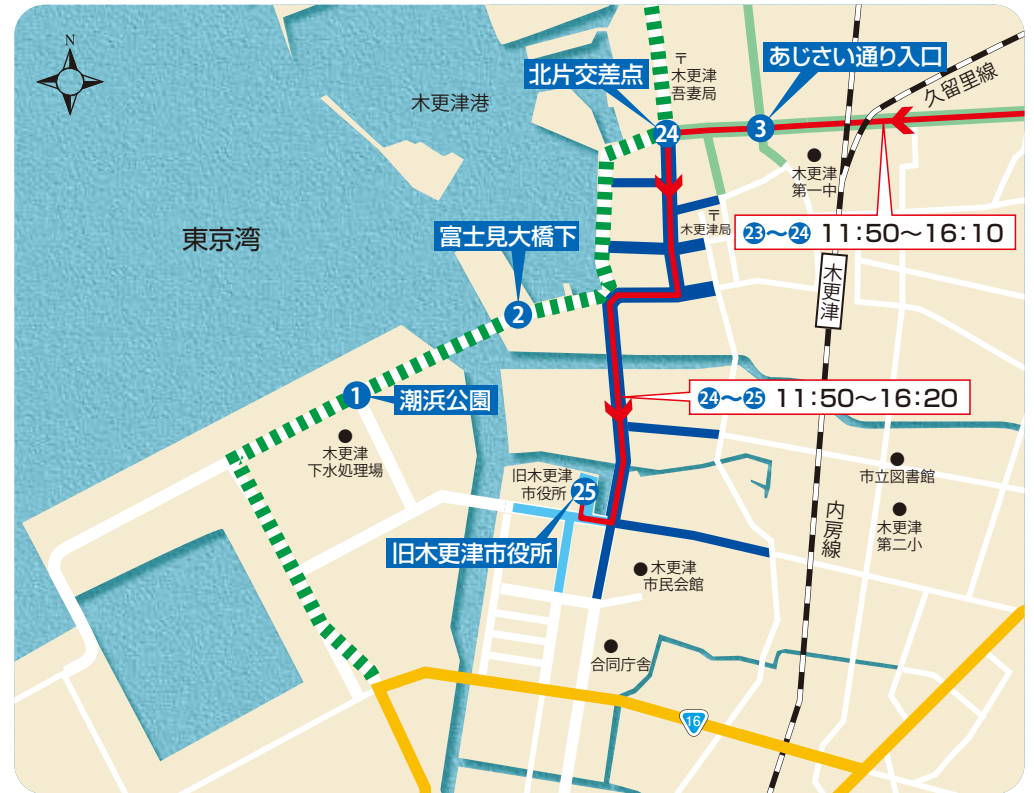 N
木更津港
東京湾
北片交差点
〒
木更津
吾妻局
あじさい通り入口
久留里線
24
3
木更津
第一中
〒
木更津局
23〜24 11:50〜16:10
富士見大橋下
2
木更津
1
潮浜公園
24〜25 11:50〜16:20
木更津
下水処理場
旧木更津
市役所
25
市立図書館
木更津
第二小
内房線
旧木更津市役所
木更津
市民会館
合同庁舎
16